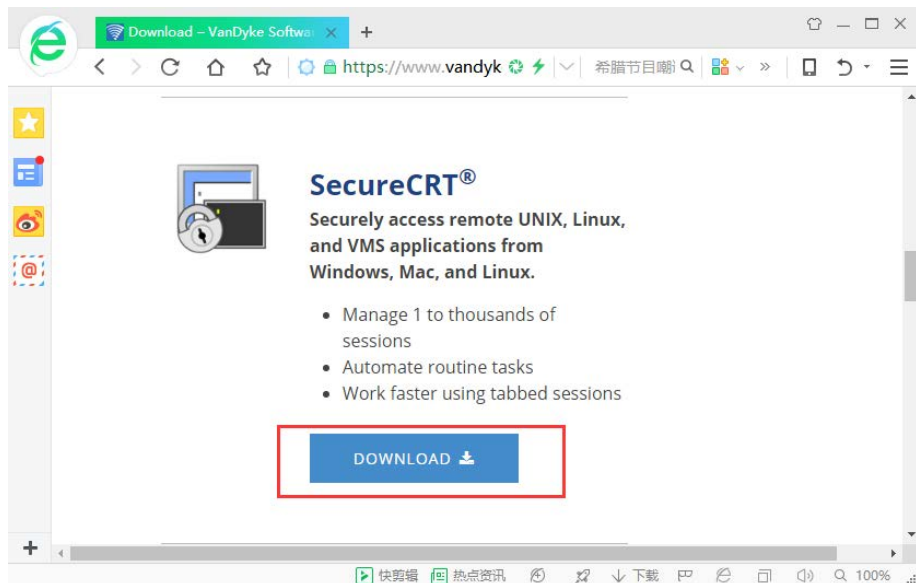 Download – VanDyke Softwa
https://www.vandyk
希腊节目嘲
SecureCRT®
Securely access remote UNIX, Linux,
and VMS applications from
Windows, Mac, and Linux.
• Manage 1 to thousands of
sessions
• Automate routine tasks
• Work faster using tabbed sessions
DOWNLOAD
快剪辑 热点资讯 下载 100%